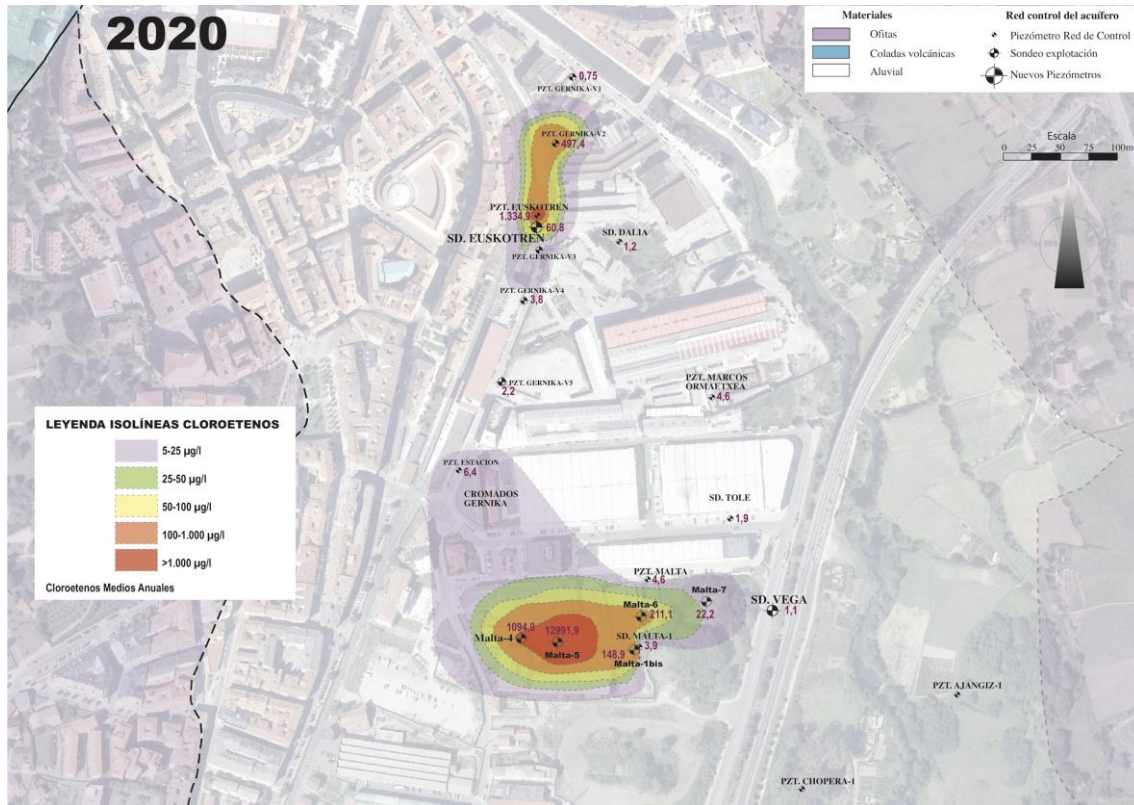 2020
Materiales
Ofitas
Coladas volcánicas
Aluvial
Red control del acuífero
Piezómetro Red de Control
Sondeo explotación
Nuevos Piezómetros
Escala
0 25 50 75 100m
0,75
PZT. GERNIKA-V1
PZT. GERNIKA-V2
497,4
PZT. EUSKOTREN
1.334,9
60,8
SD. EUSKOTREN
SD. DALIA
1,2
PZT. GERNIKA-V3
PZT. GERNIKA-V4
3,8
PZT. GERNIKA-V5
2,2
PZT. MARCOS
ORMAETXEA
4,6
LEYENDA ISOLÍNEAS CLOROETENOS
5-25 µg/l
25-50 µg/l
50-100 µg/l
100-1.000 µg/l
>1.000 µg/l
Cloroetenos Medios Anuales
PZT. ESTACION
6,4
CROMADOS
GERNIKA
SD. TOLE
1,9
PZT. MALTA
4,6
Malta-7
22,2
SD. VEGA
1,1
Malta-6
211,1
1094,9
Malta-4
12991,9
Malta-5
SD. MALTA-1
3,9
148,9
Malta-1bis
PZT. AJANGIZ-1
PZT. CHOPERA-1